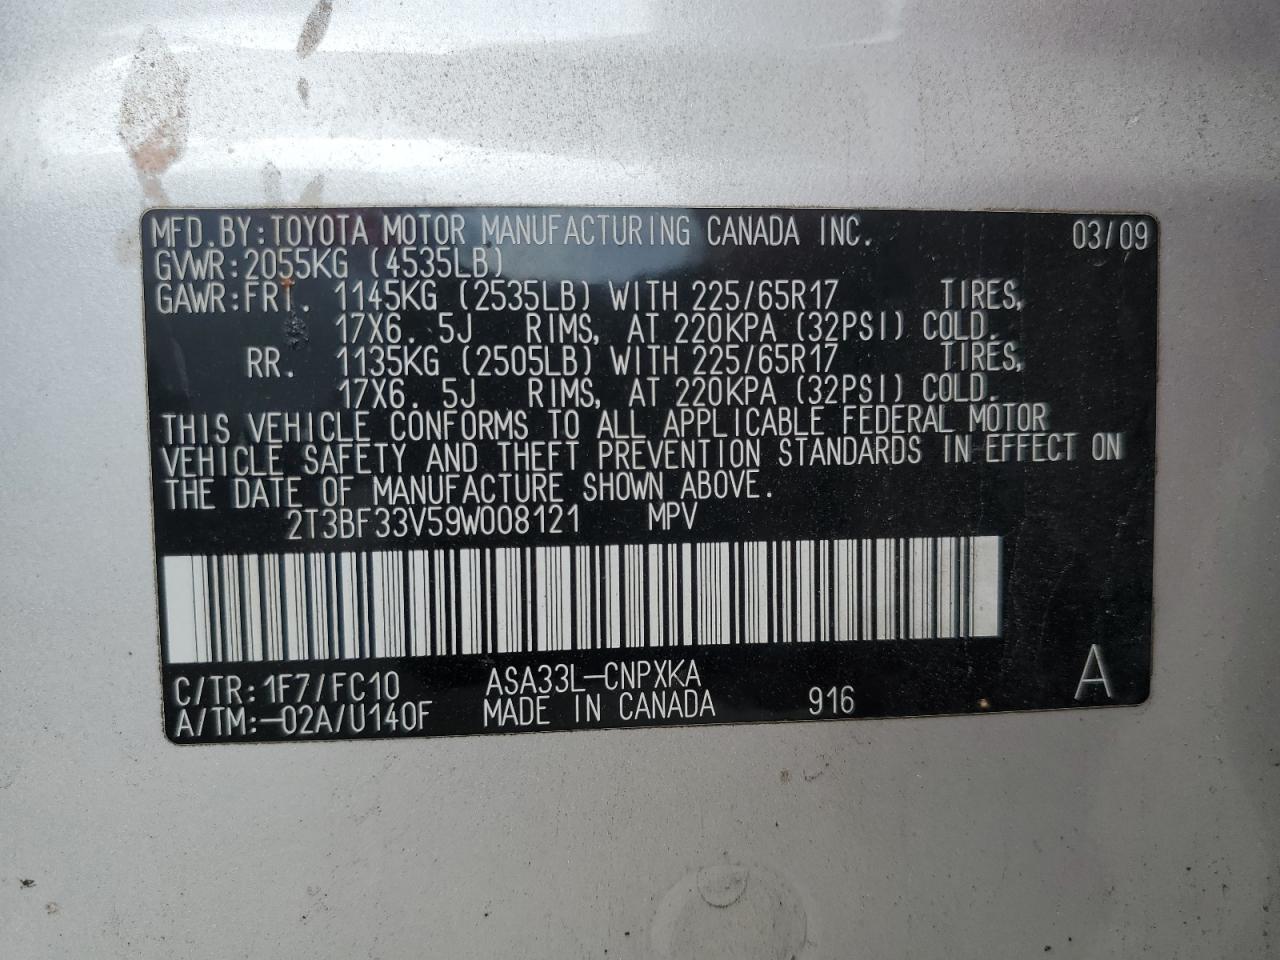 MFD.BY:TOYOTA MOTOR MANUFACTURING CANADA INC. 03/09
GVWR:2055KG (4535LB)
GAWR:FRT. 1145KG (2535LB) WITH 225/65R17 TIRES,
17X6.5J RIMS, AT 220KPA (32PSI) COLD.
RR. 1135KG (2505LB) WITH 225/65R17 TIRES,
17X6.5J RIMS, AT 220KPA (32PSI) COLD.
THIS VEHICLE CONFORMS TO ALL APPLICABLE FEDERAL MOTOR
VEHICLE SAFETY AND THEFT PREVENTION STANDARDS IN EFFECT ON
THE DATE OF MANUFACTURE SHOWN ABOVE.
2T3BF33V59W008121 MPV
C/TR:1F7/FC10 ASA33L-CNPXKA A
A/TM:-02A/U140F MADE IN CANADA 916